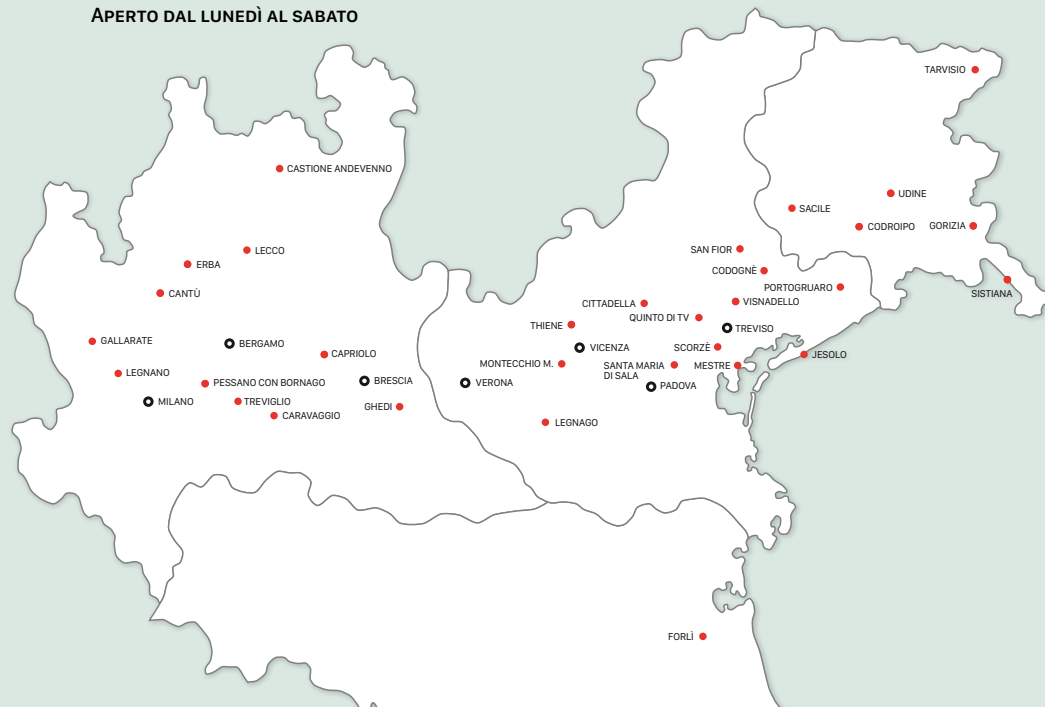 Aperto dal lunedì al sabato
TARVISIO
CASTIONE ANDEVENNO
UDINE
SACILE
CODROIPO
GORIZIA
LECCO
SAN FIOR
ERBA
CODOGNÈ
PORTOGRUARO
SISTIANA
CANTÙ
CITTADELLA
VISNADELLO
QUINTO DI TV
THIENE
TREVISO
GALLARATE
BERGAMO
VICENZA
SCORZÈ
CAPRIOLO
JESOLO
MONTECCHIO M.
SANTA MARIA
DI SALA
MESTRE
LEGNANO
PESSANO CON BORNAGO
BRESCIA
VERONA
PADOVA
MILANO
TREVIGLIO
GHEDI
CARAVAGGIO
LEGNAGO
FORLÌ